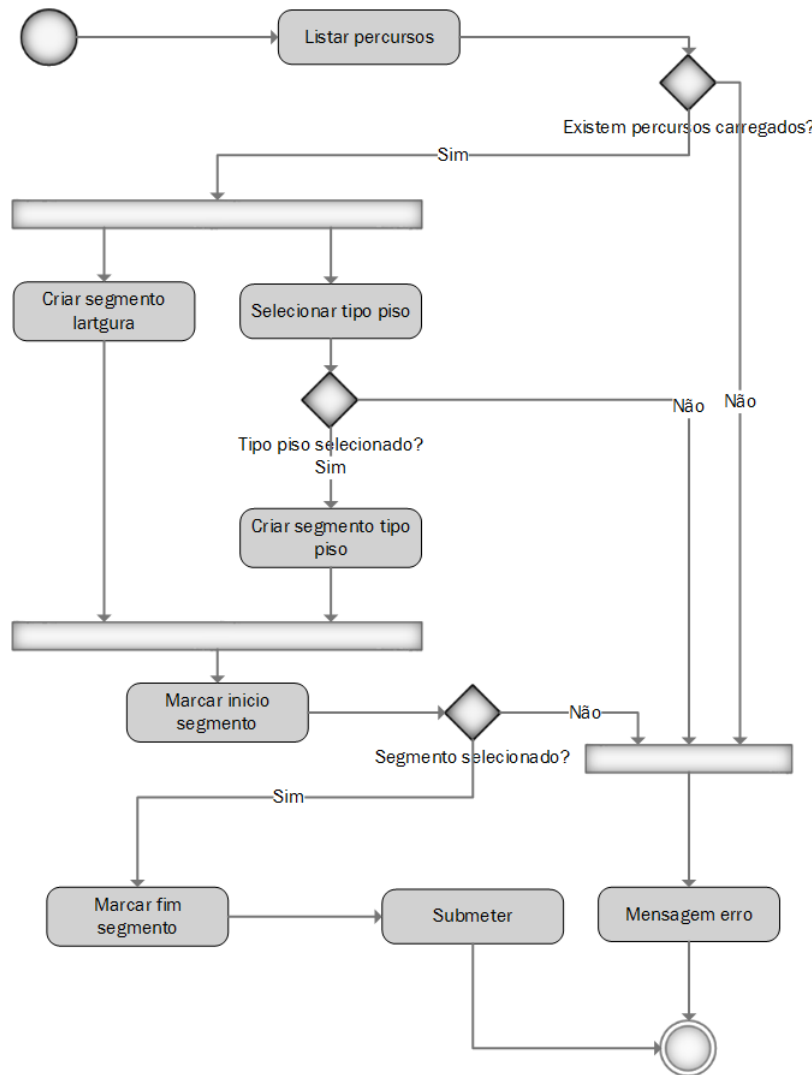 Listar percursos
Existem percursos carregados?
Sim
Criar segmento
lartgura
Selecionar tipo piso
Não
Não
Tipo piso selecionado?
Sim
Criar segmento tipo
piso
Marcar inicio
segmento
Não
Segmento selecionado?
Sim
Marcar fim
segmento
Submeter
Mensagem erro